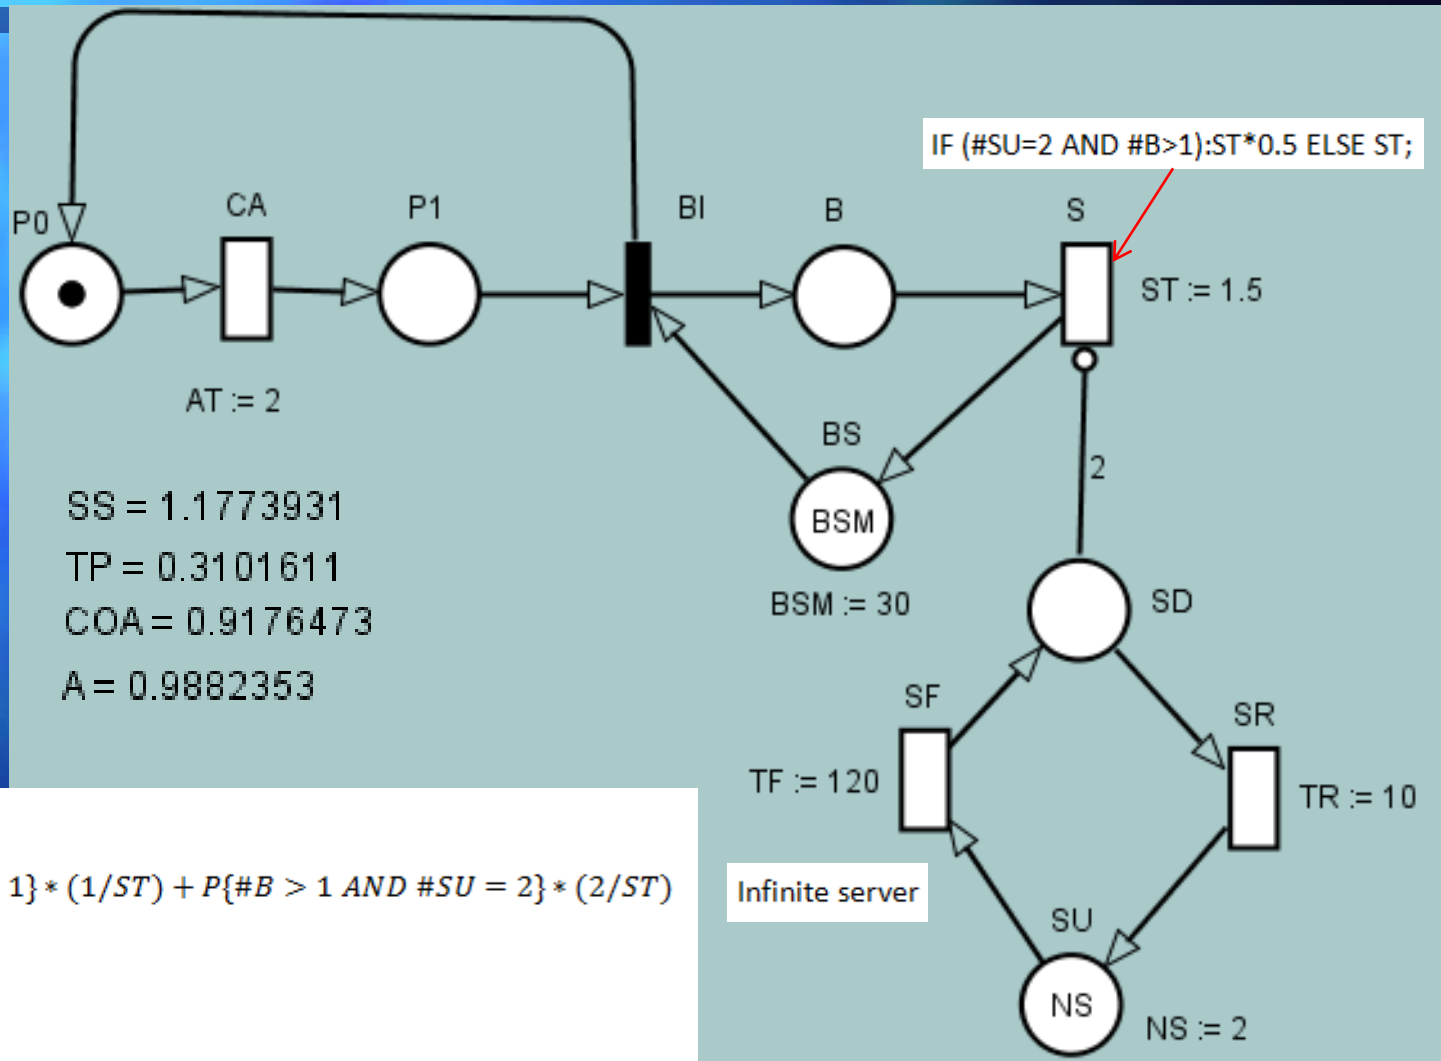 IF (#SU=2 AND #B>1):ST*0.5 ELSE ST;
P0
CA
P1
BI
B
S
ST := 1.5
AT := 2
BS
2
SS = 1.1773931
BSM
TP = 0.3101611
BSM := 30
SD
COA = 0.9176473
A = 0.9882353
SF
SR
TF := 120
TR := 10
1} * (1/ST) + P{#B > 1 AND #SU = 2} * (2/ST)
Infinite server
SU
NS
NS := 2